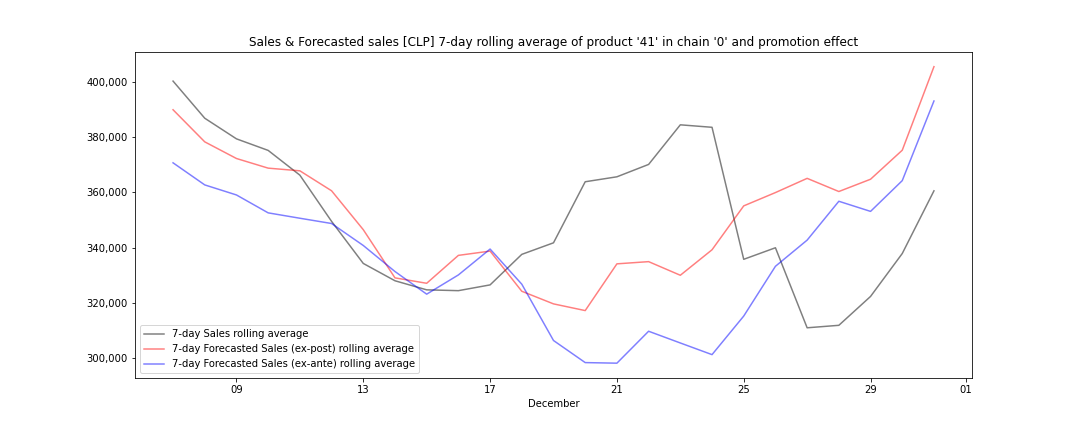 Sales & Forecasted sales [CLP] 7-day rolling average of product '41' in chain '0' and promotion effect
400,000
380,000
360,000
340,000
320,000
300,000
7-day Sales rolling average
7-day Forecasted Sales (ex-post) rolling average
7-day Forecasted Sales (ex-ante) rolling average
09 13 17 21 25 29 01
December